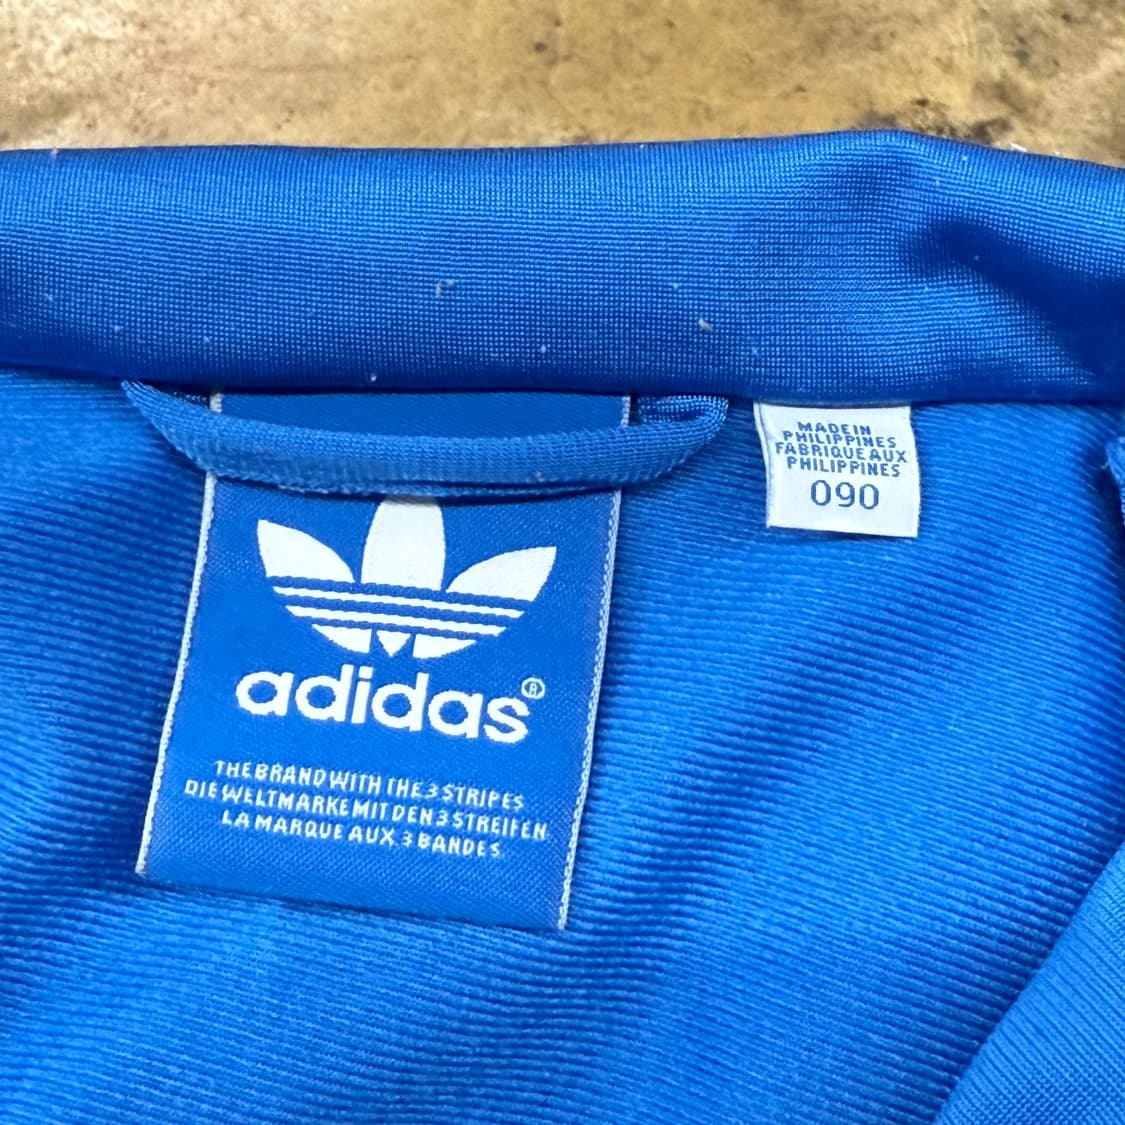 adidas®
THE BRAND WITH THE 3 STRIPES
DIE WELTMARKE MIT DEN 3 STREIFEN
LA MARQUE AUX 3 BANDES
MADE IN
PHILIPPINES
FABRIQUE AUX
PHILIPPINES
090